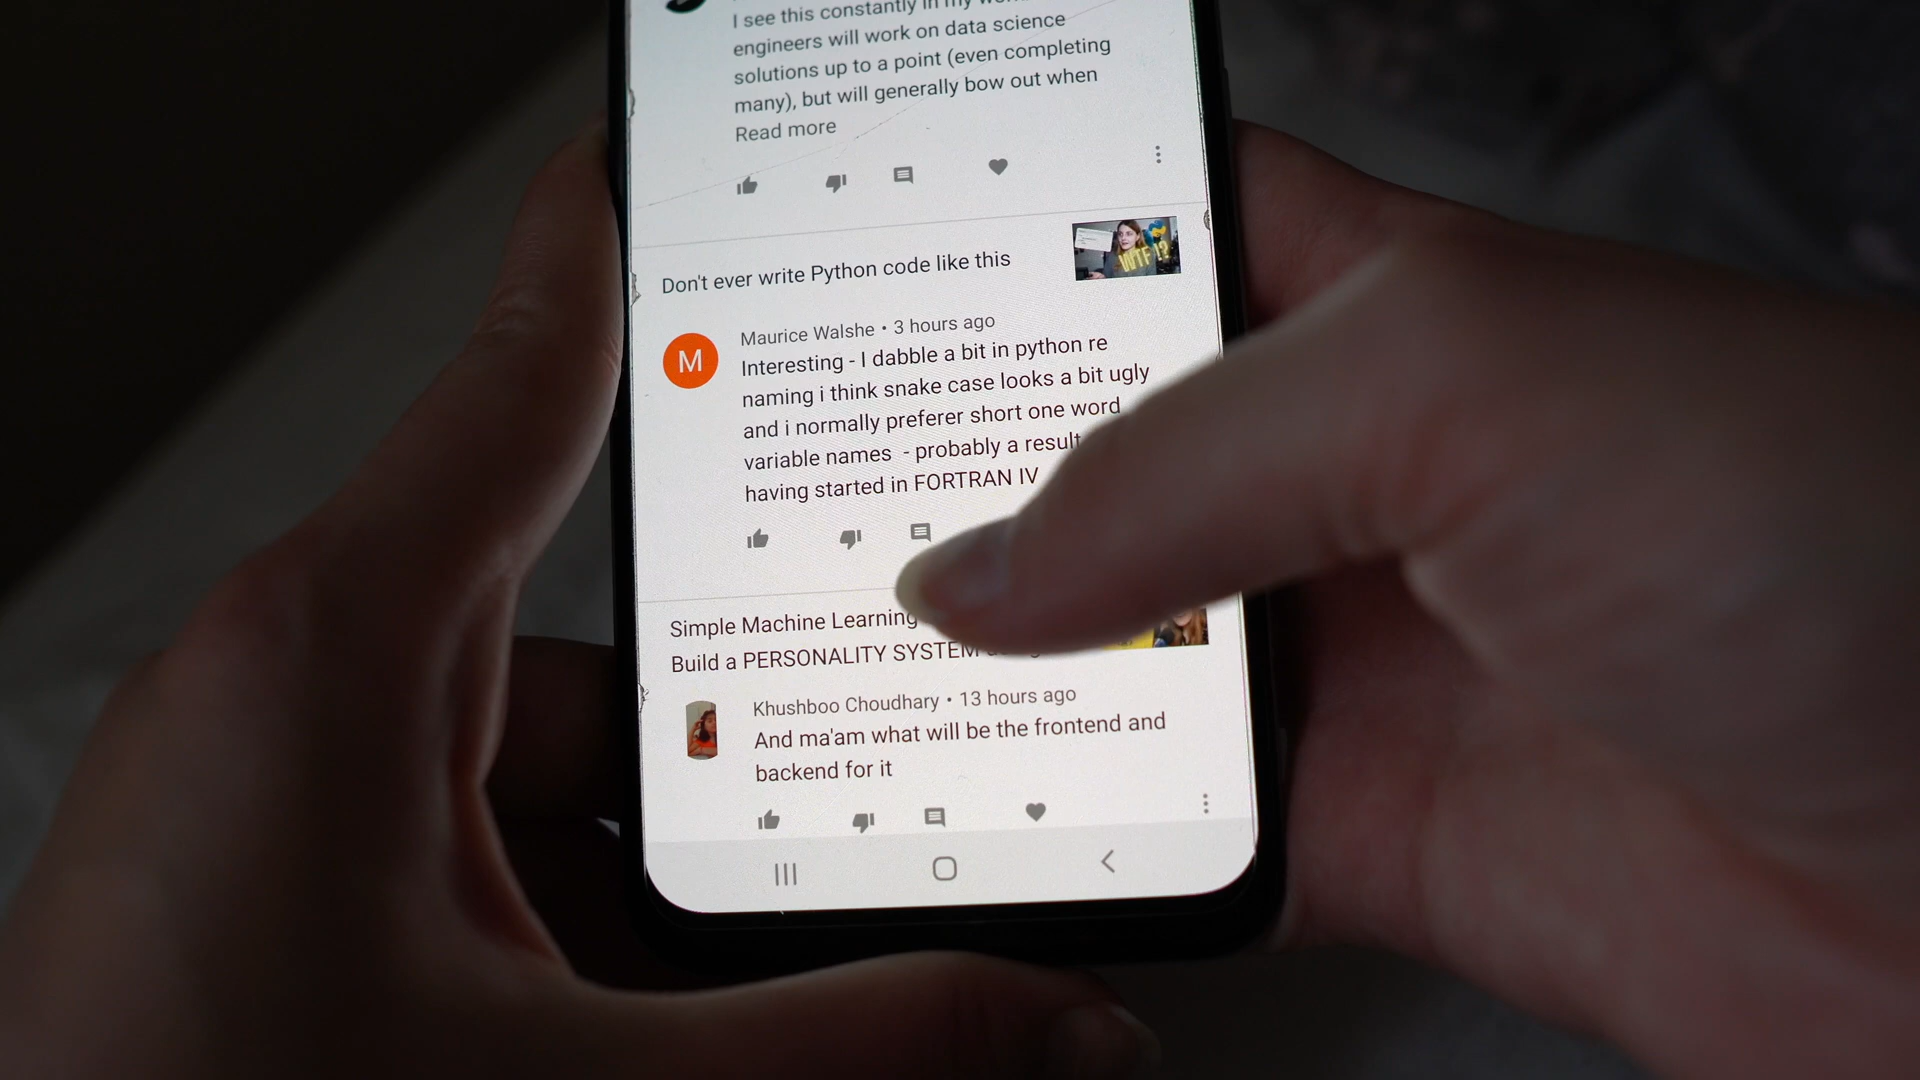 I see this constantly in my
engineers will work on data science
solutions up to a point (even completing
many), but will generally bow out when
Read more
Don't ever write Python code like this
WTF!?
M
Maurice Walshe • 3 hours ago
Interesting - I dabble a bit in python re
naming i think snake case looks a bit ugly
and i normally preferer short one word
variable names - probably a result
having started in FORTRAN IV
Simple Machine Learning
Build a PERSONALITY SYSTEM
Khushboo Choudhary • 13 hours ago
And ma'am what will be the frontend and
backend for it